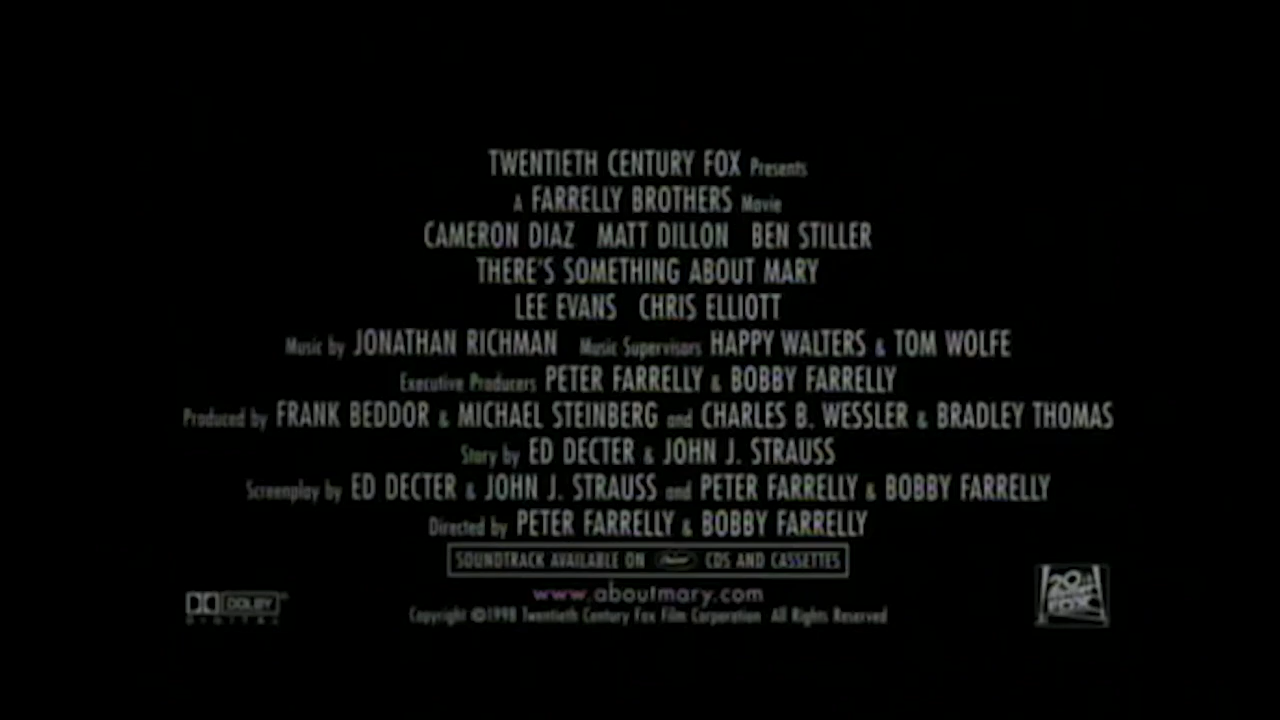 TWENTIETH CENTURY FOX Presents
A FARRELLY BROTHERS Movie
CAMERON DIAZ MATT DILLON BEN STILLER
THERE'S SOMETHING ABOUT MARY
LEE EVANS CHRIS ELLIOTT
Music by JONATHAN RICHMAN Music Supervisors HAPPY WALTERS & TOM WOLFE
Executive Producers PETER FARRELLY & BOBBY FARRELLY
Produced by FRANK BEDDOR & MICHAEL STEINBERG and CHARLES B. WESSLER & BRADLEY THOMAS
Story by ED DECTER & JOHN J. STRAUSS
Screenplay by ED DECTER & JOHN J. STRAUSS and PETER FARRELLY & BOBBY FARRELLY
Directed by PETER FARRELLY & BOBBY FARRELLY
SOUNDTRACK AVAILABLE ON Capitol CDS AND CASSETTES
www.aboutmary.com
Copyright ©1998 Twentieth Century Fox Film Corporation All Rights Reserved
DOLBY
DIGITAL
20th
CENTURY
FOX